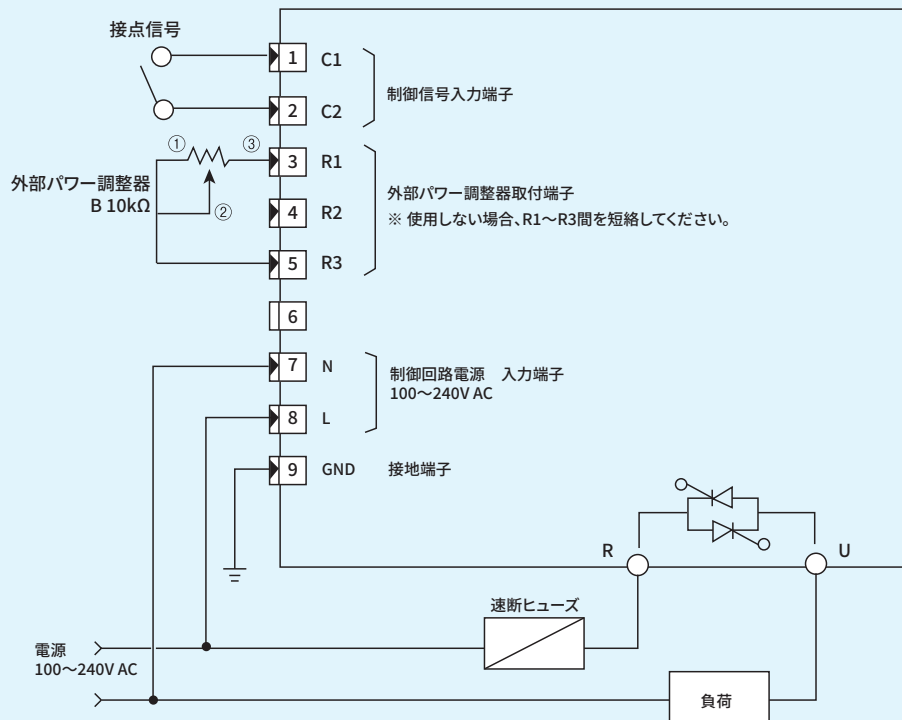 接点信号
1 C1
制御信号入力端子
2 C2
① ③
3 R1
外部パワー調整器
B 10kΩ
②
外部パワー調整器取付端子
4 R2
※ 使用しない場合、R1〜R3間を短絡してください。
5 R3
6
7 N
制御回路電源 入力端子
100〜240V AC
8 L
9 GND 接地端子
R U
速断ヒューズ
電源
100〜240V AC
負荷